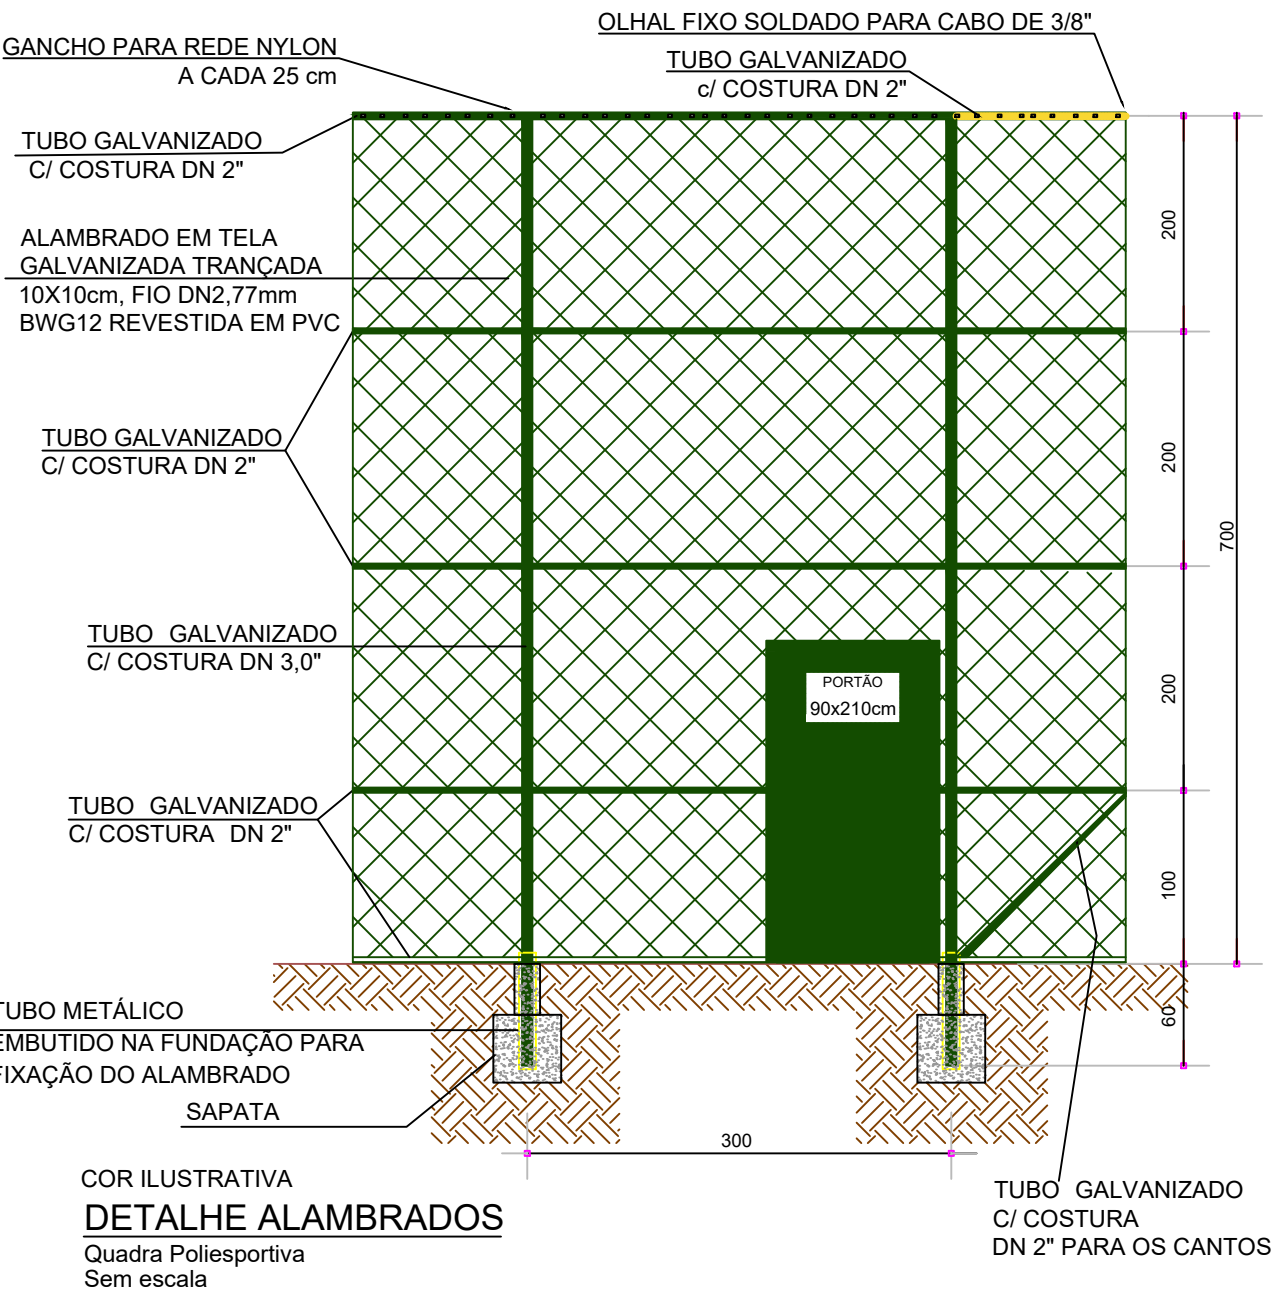 OLHAL FIXO SOLDADO PARA CABO DE 3/8"
GANCHO PARA REDE NYLON
A CADA 25 cm
TUBO GALVANIZADO
c/ COSTURA DN 2"
TUBO GALVANIZADO
C/ COSTURA DN 2"
ALAMBRADO EM TELA
GALVANIZADA TRANÇADA
10X10cm, FIO DN2,77mm
BWG12 REVESTIDA EM PVC
200
TUBO GALVANIZADO
C/ COSTURA DN 2"
200
700
TUBO GALVANIZADO
C/ COSTURA DN 3,0"
PORTÃO
90x210cm
200
TUBO GALVANIZADO
C/ COSTURA DN 2"
100
TUBO METÁLICO
EMBUTIDO NA FUNDAÇÃO PARA
FIXAÇÃO DO ALAMBRADO
60
SAPATA
300
COR ILUSTRATIVA
DETALHE ALAMBRADOS
Quadra Poliesportiva
Sem escala
TUBO GALVANIZADO
C/ COSTURA
DN 2" PARA OS CANTOS